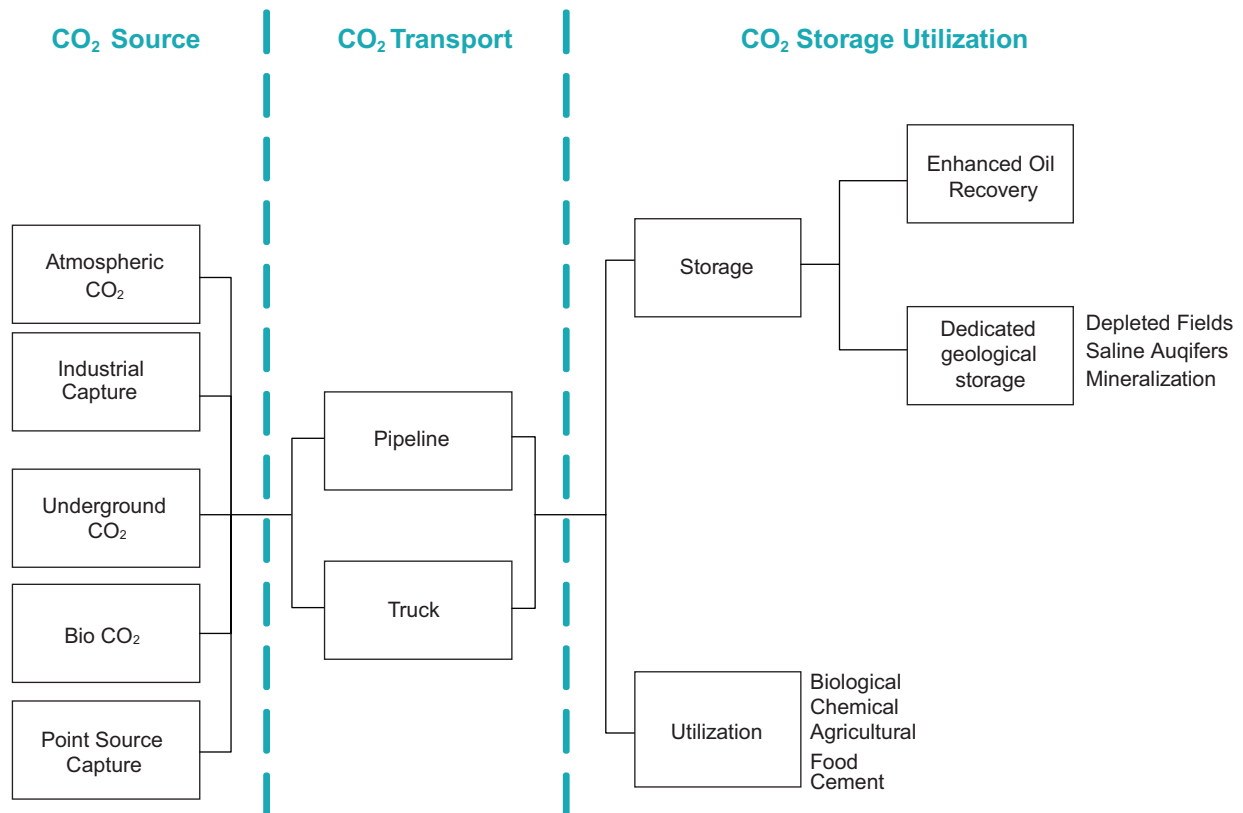 CO₂ Source
CO₂ Transport
CO₂ Storage Utilization
Atmospheric
CO₂
Industrial
Capture
Underground
CO₂
Bio CO₂
Point Source
Capture
Pipeline
Truck
Storage
Enhanced Oil
Recovery
Dedicated
geological
storage
Depleted Fields
Saline Auqifers
Mineralization
Utilization
Biological
Chemical
Agricultural
Food
Cement